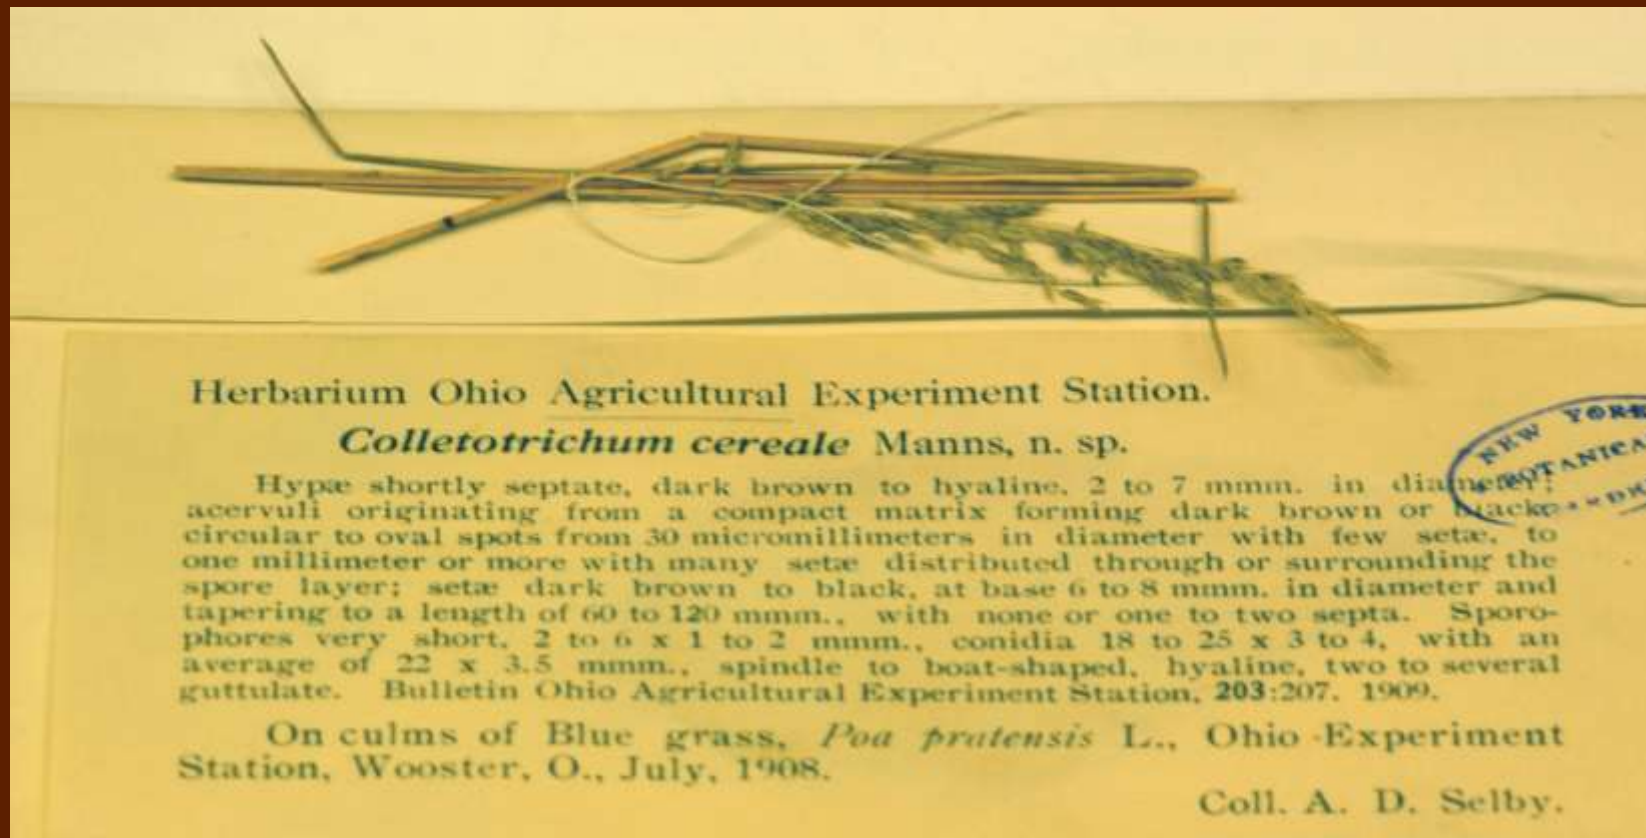 Herbarium Ohio Agricultural Experiment Station.
Colletotrichum cereale Manns, n. sp.
Hypæ shortly septate, dark brown to hyaline, 2 to 7 mmm. in diameter;
acervuli originating from a compact matrix forming dark brown or black,
circular to oval spots from 30 micromillimeters in diameter with few setæ, to
one millimeter or more with many setæ distributed through or surrounding the
spore layer; setæ dark brown to black, at base 6 to 8 mmm. in diameter and
tapering to a length of 60 to 120 mmm., with none or one to two septa. Sporo-
phores very short, 2 to 6 x 1 to 2 mmm., conidia 18 to 25 x 3 to 4, with an
average of 22 x 3.5 mmm., spindle to boat-shaped, hyaline, two to several
guttulate. Bulletin Ohio Agricultural Experiment Station, 203:207. 1909.
On culms of Blue grass, Poa pratensis L., Ohio Experiment
Station, Wooster, O., July, 1908.
Coll. A. D. Selby.
NEW YORK
BOTANICA